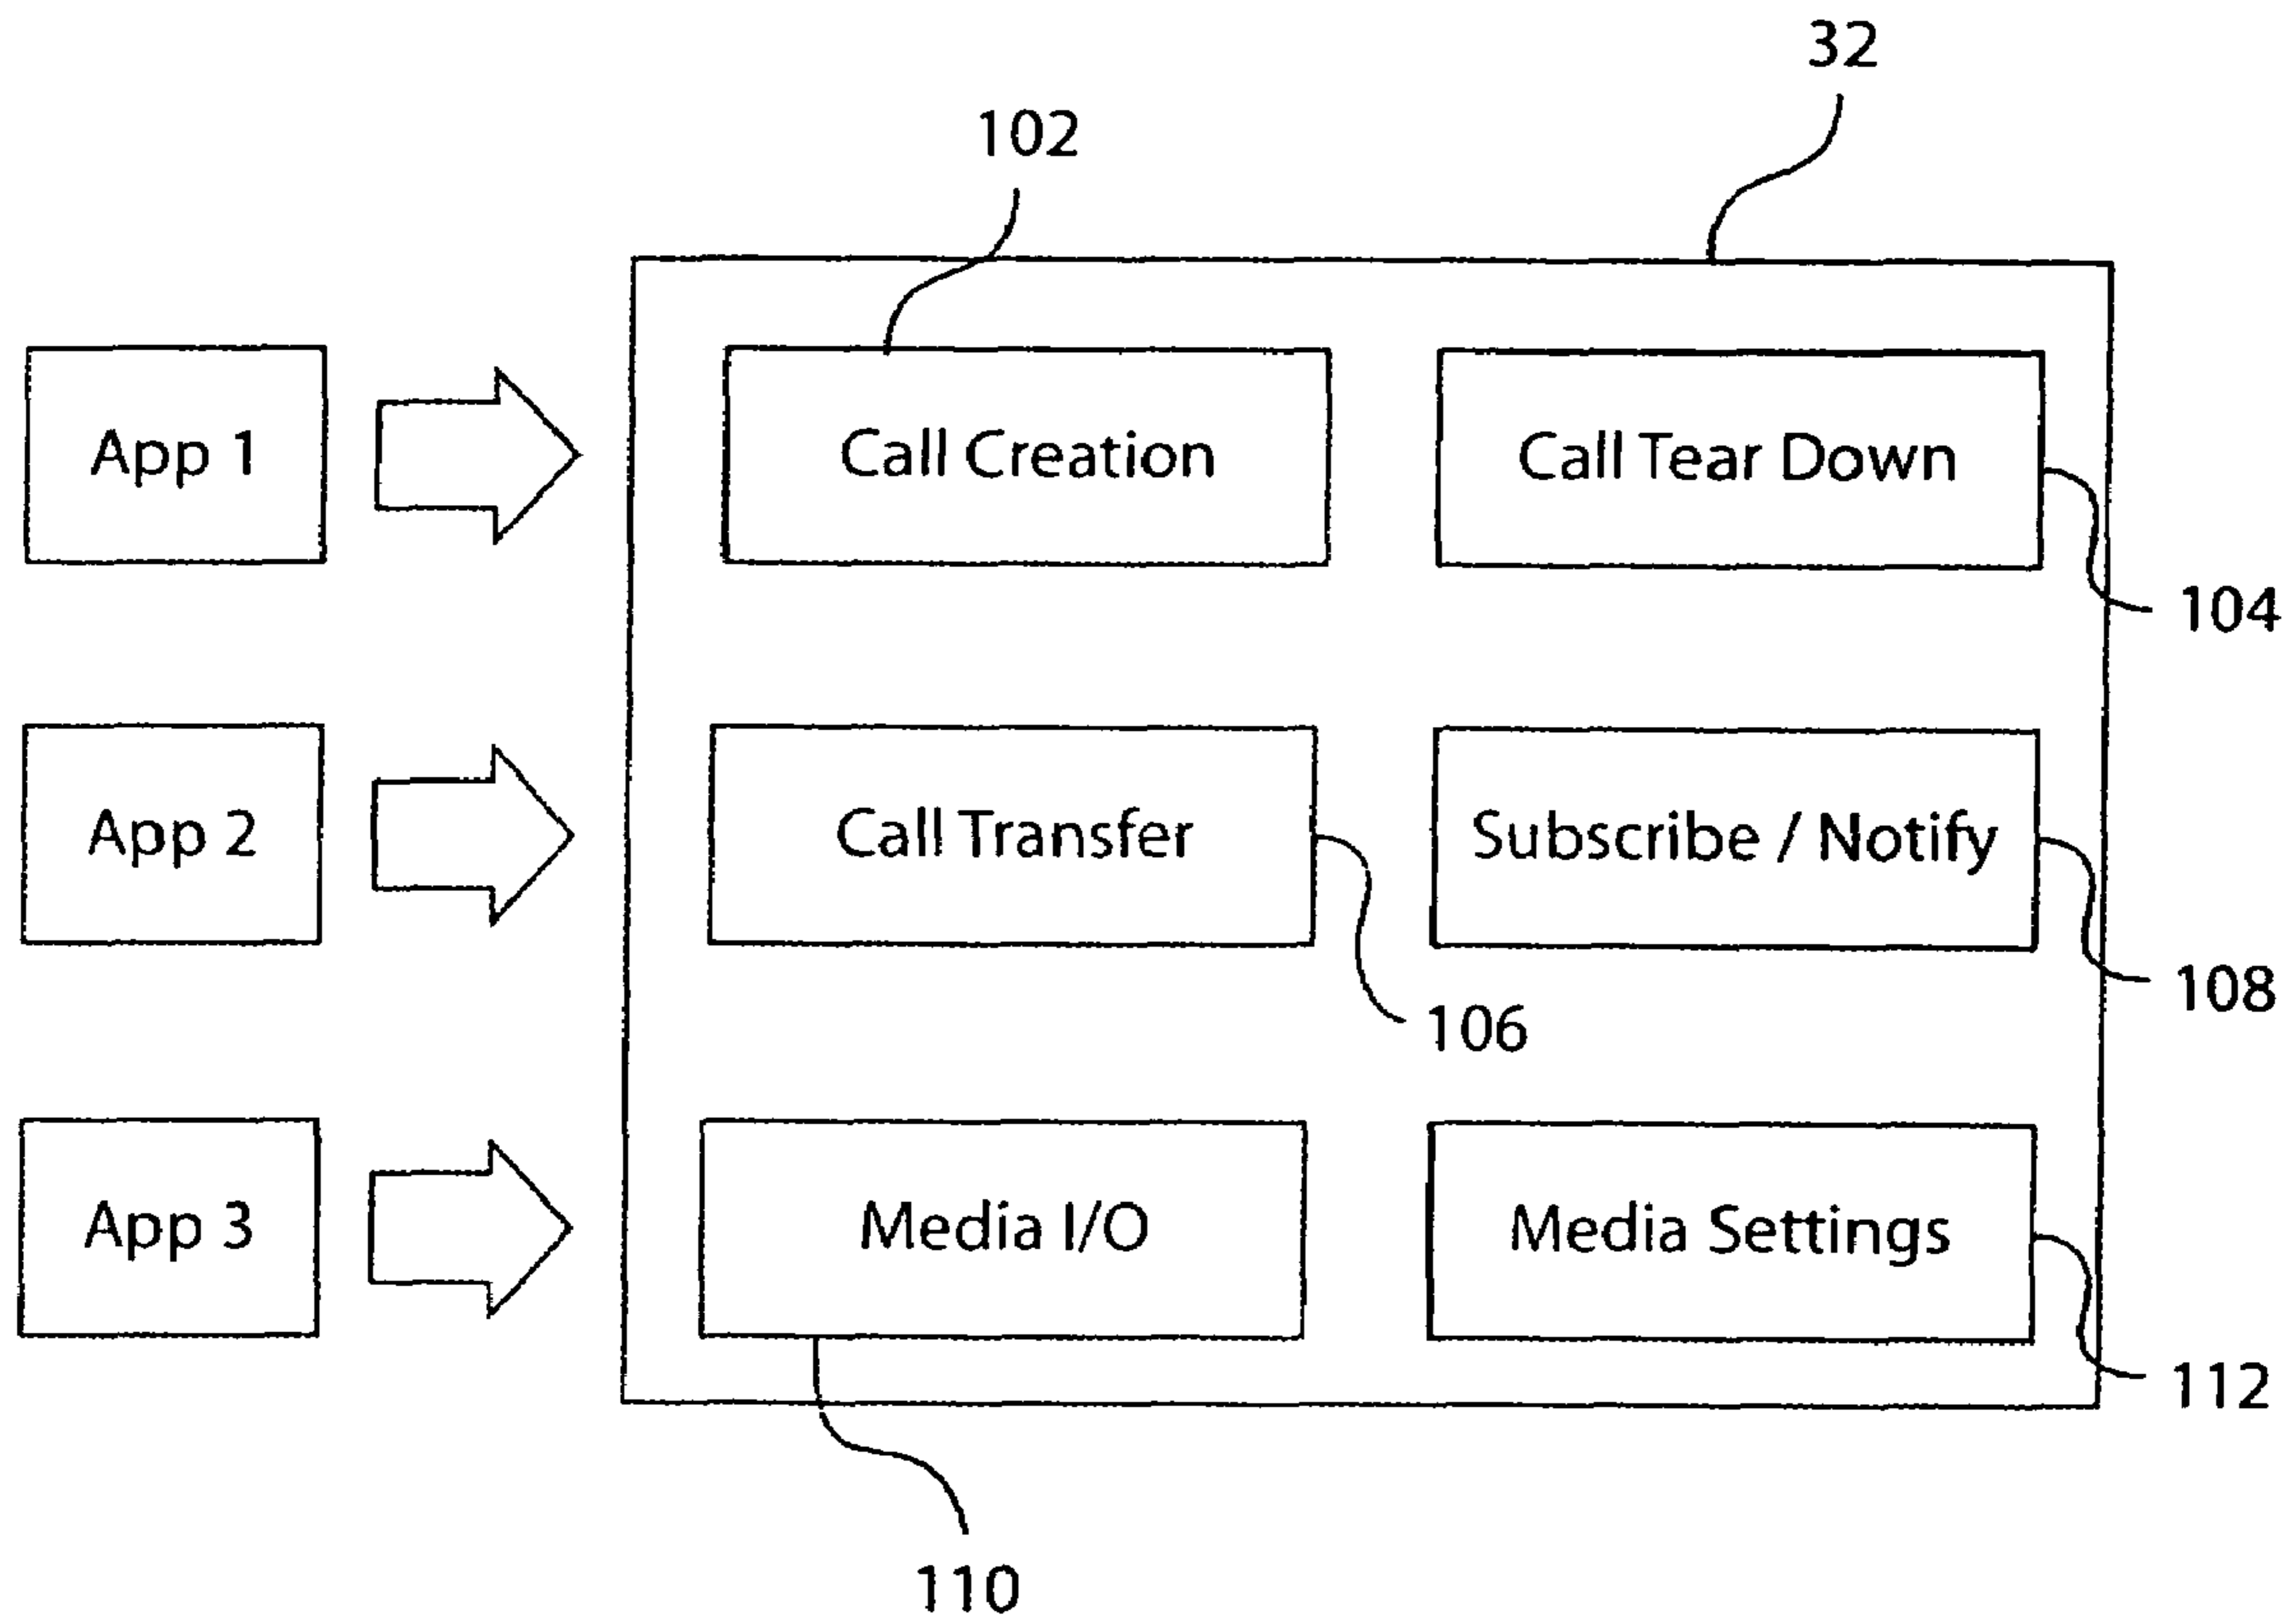 32
102
App 1
Call Creation
Call Tear Down
104
App 2
Call Transfer
Subscribe / Notify
108
106
App 3
Media I/O
Media Settings
112
110